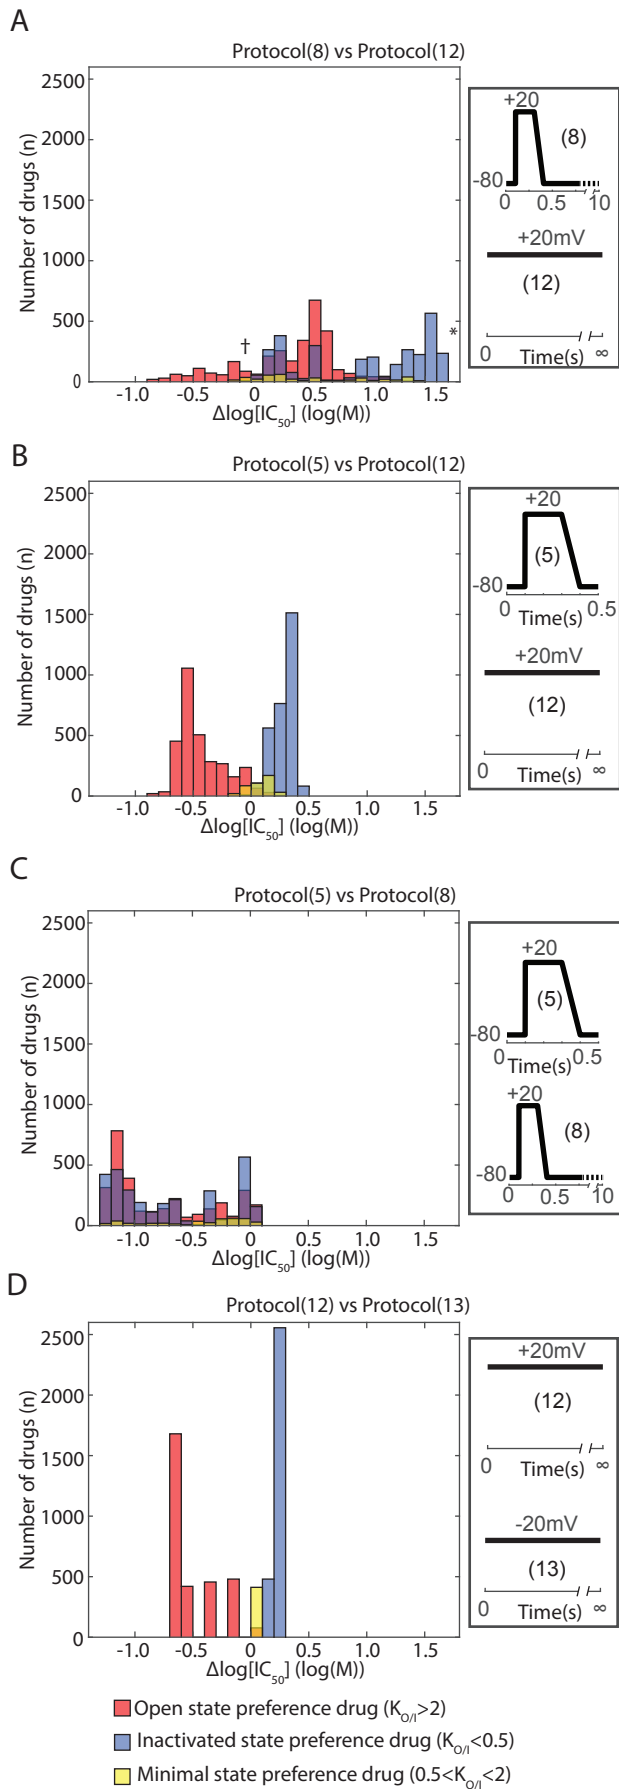 A
Protocol(8) vs Protocol(12)
2500
2000
1500
1000
500
0
Number of drugs (n)
†
*
-1.0 -0.5 0 0.5 1.0 1.5
Δlog[IC50] (log(M))
+20
(8)
-80
0 0.5 10
+20mV
(12)
0 Time(s) ∞
B
Protocol(5) vs Protocol(12)
2500
2000
1500
1000
500
0
Number of drugs (n)
-1.0 -0.5 0 0.5 1.0 1.5
Δlog[IC50] (log(M))
+20
(5)
-80
0 0.5
Time(s)
+20mV
(12)
0 Time(s) ∞
C
Protocol(5) vs Protocol(8)
2500
2000
1500
1000
500
0
Number of drugs (n)
-1.0 -0.5 0 0.5 1.0 1.5
Δlog[IC50] (log(M))
+20
(5)
-80
0 Time(s) 0.5
+20
(8)
-80
0 0.5 10
D
Protocol(12) vs Protocol(13)
2500
2000
1500
1000
500
0
Number of drugs (n)
-1.0 -0.5 0 0.5 1.0 1.5
Δlog[IC50] (log(M))
+20mV
(12)
0 Time(s) ∞
-20mV
(13)
0 Time(s) ∞
Open state preference drug (KO/I>2)
Inactivated state preference drug (KO/I<0.5)
Minimal state preference drug (0.5<KO/I<2)